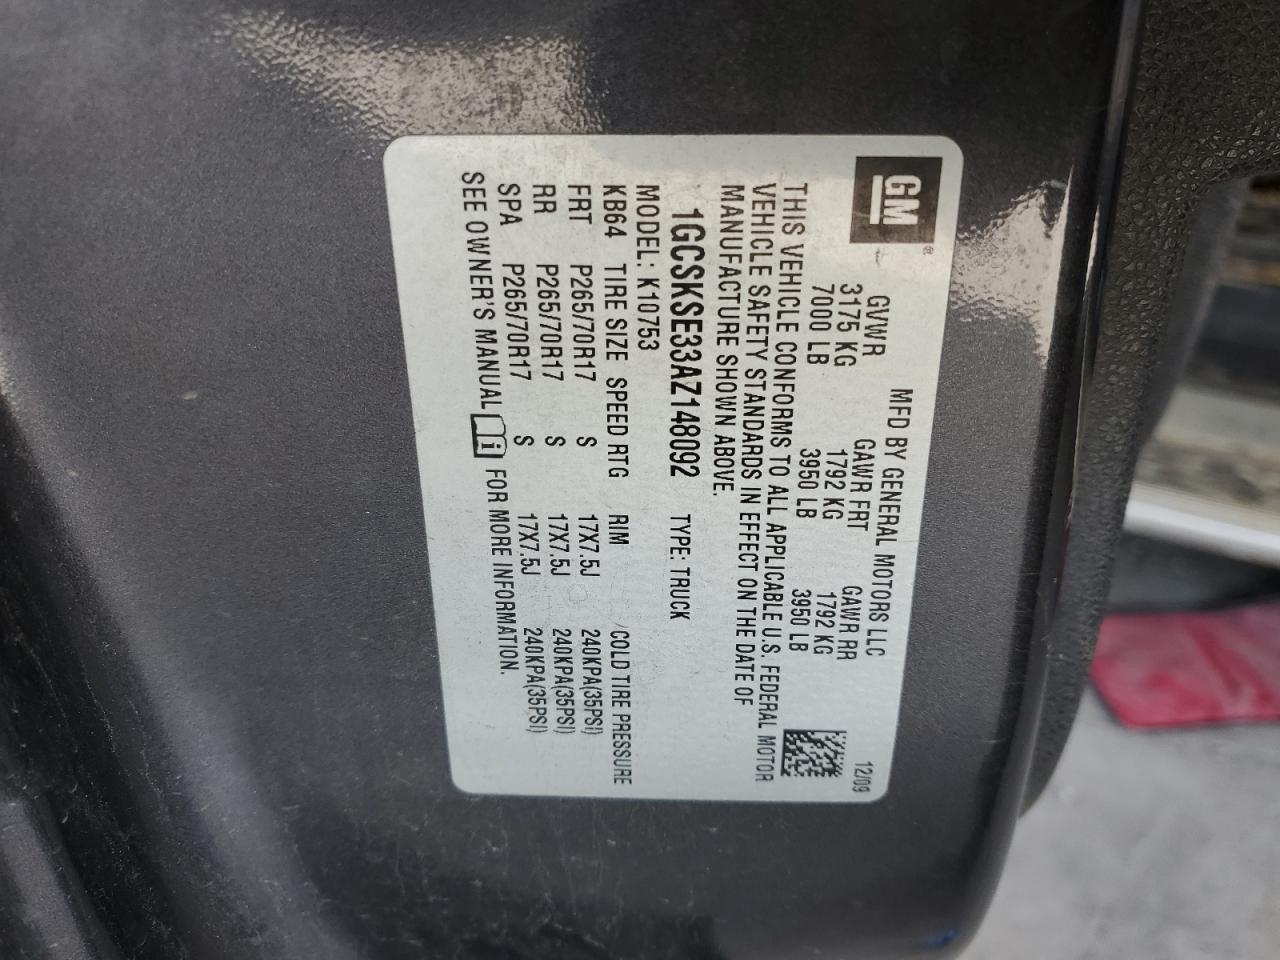 GM ®
MFD BY GENERAL MOTORS LLC 12/09
GVWR GAWR FRT GAWR RR
3175 KG 1792 KG 1792 KG
7000 LB 3950 LB 3950 LB
THIS VEHICLE CONFORMS TO ALL APPLICABLE U.S. FEDERAL MOTOR
VEHICLE SAFETY STANDARDS IN EFFECT ON THE DATE OF
MANUFACTURE SHOWN ABOVE.
1GCSKSE33AZ148092 TYPE: TRUCK
MODEL: K10753
KB64 TIRE SIZE SPEED RTG RIM COLD TIRE PRESSURE
FRT P265/70R17 S 17X7.5J 240KPA(35PSI)
RR P265/70R17 S 17X7.5J 240KPA(35PSI)
SPA P265/70R17 S 17X7.5J 240KPA(35PSI)
SEE OWNER'S MANUAL i FOR MORE INFORMATION.